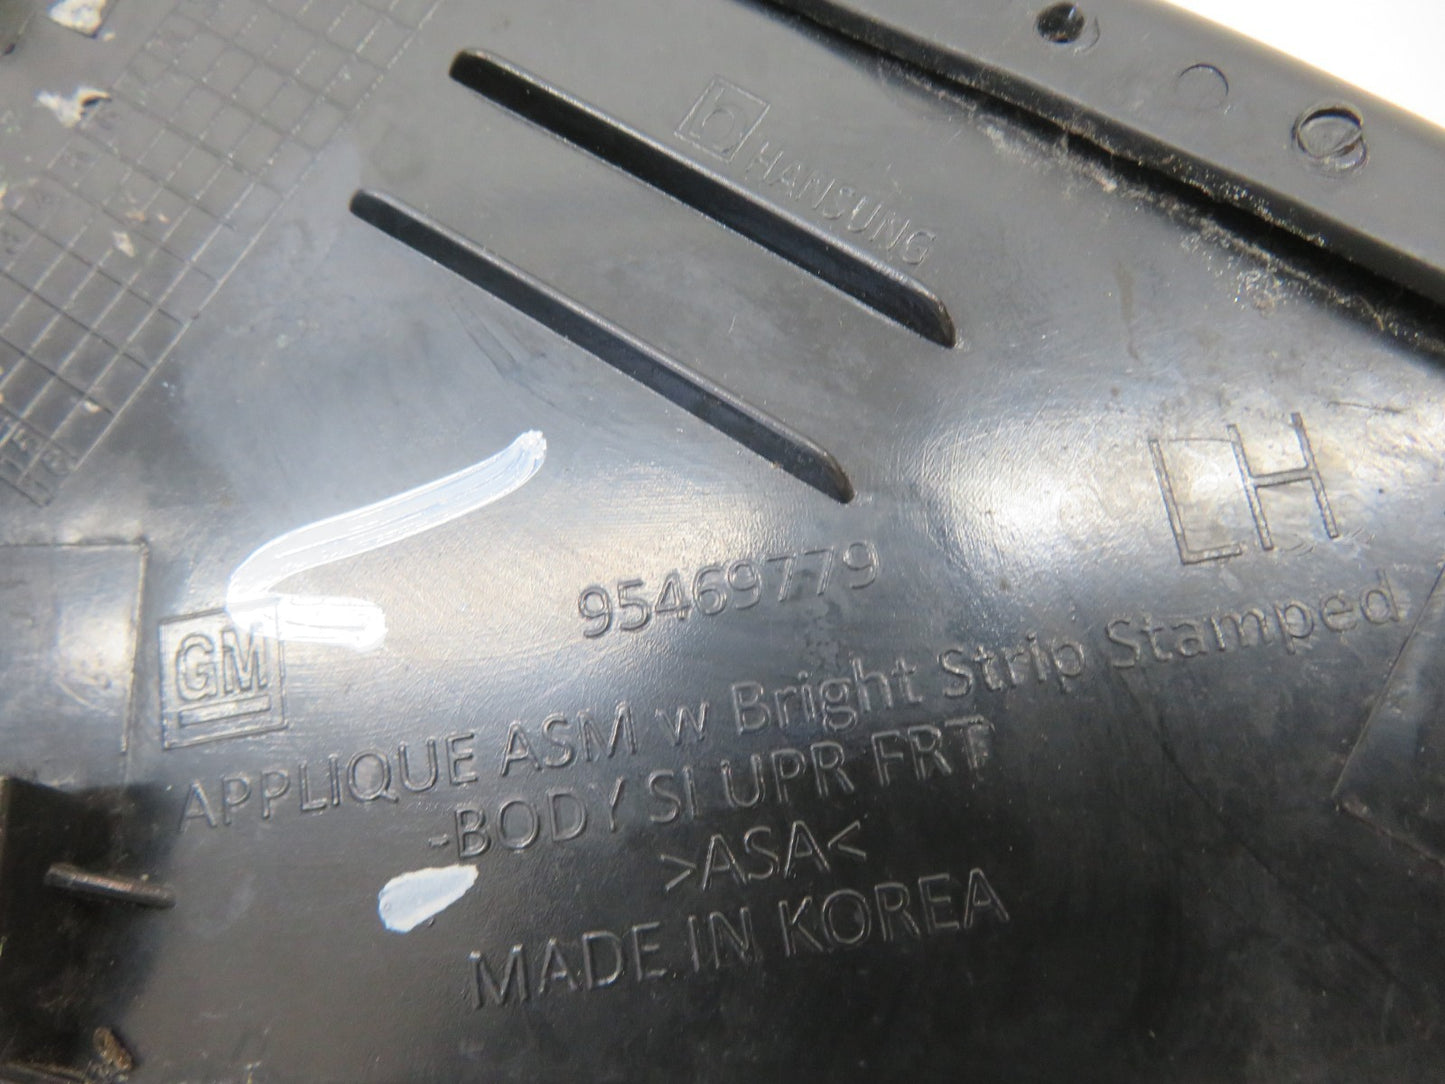 HANSUNG
LH
95469779
GM
APPLIQUE ASM w Bright Strip Stamped
-BODY SI UPR FRT
>ASA<
MADE IN KOREA